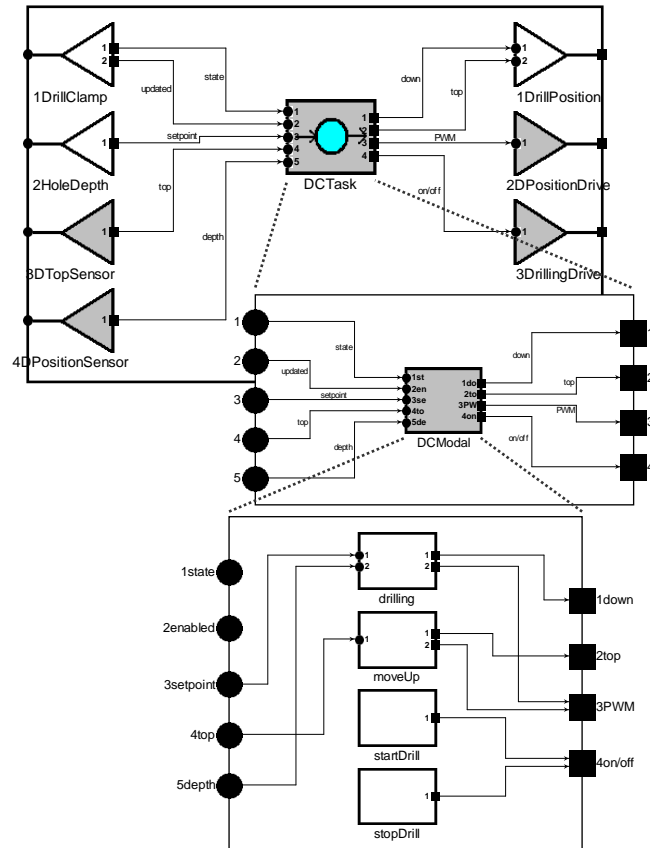 1
2
state
1DrillClamp
updated
1
setpoint
2HoleDepth
top
1
3DTopSensor
depth
1
4DPositionSensor
1
2
3
4
5
1
2
3
4
DCTask
down
1
2
top
1DrillPosition
PWM
1
2DPositionDrive
on/off
1
3DrillingDrive
1
2
3
4
5
state
updated
setpoint
top
depth
1st
2en
3se
4to
5de
1do
2to
3PW
4on
DCModal
down
top
PWM
on/off
1
2
3
4
1state
2enabled
3setpoint
4top
5depth
1
2
1
2
drilling
1
1
2
moveUp
1
startDrill
1
stopDrill
1down
2top
3PWM
4on/off